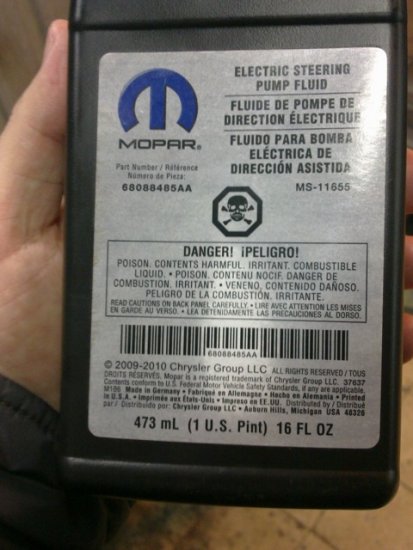 ELECTRIC STEERING
PUMP FLUID
FLUIDE DE POMPE DE
DIRECTION ÉLECTRIQUE
FLUIDO PARA BOMBA
ELÉCTRICA DE
DIRECCIÓN ASISTIDA
MS-11655
MOPAR®
Part Number / Référence
Número de Pieza:
68088485AA
DANGER! ¡PELIGRO!
POISON. CONTENTS HARMFUL. IRRITANT. COMBUSTIBLE
LIQUID. • POISON. CONTENU NOCIF. DANGER DE
COMBUSTION. IRRITANT. • VENENO. CONTENIDO DAÑOSO.
PELIGRO DE LA COMBUSTIÓN. IRRITANTE.
READ CAUTIONS ON BACK PANEL CAREFULLY. • LIRE AVEC ATTENTION LES MISES
EN GARDE AU VERSO. • LEA DETENIDAMENTE LAS PRECAUCIONES AL DORSO.
68088485AA
© 2009-2010 Chrysler Group LLC ALL RIGHTS RESERVED / TOUS
DROITS RÉSERVÉS. Mopar is a registered trademark of Chrysler Group LLC. 37637
Contents conform to U.S. Federal Motor Vehicle Safety Standards, if any are applicable.
M186 Made in Germany • Fabriqué en Allemagne • Hecho en Alemania • Printed
in U.S.A. • Imprimée aux États-Unis • Impreso en EE.UU. Distributed by / Distribué
par / Distribuido por: Chrysler Group LLC • Auburn Hills, Michigan USA 48326
473 mL (1 U.S. Pint) 16 FL OZ